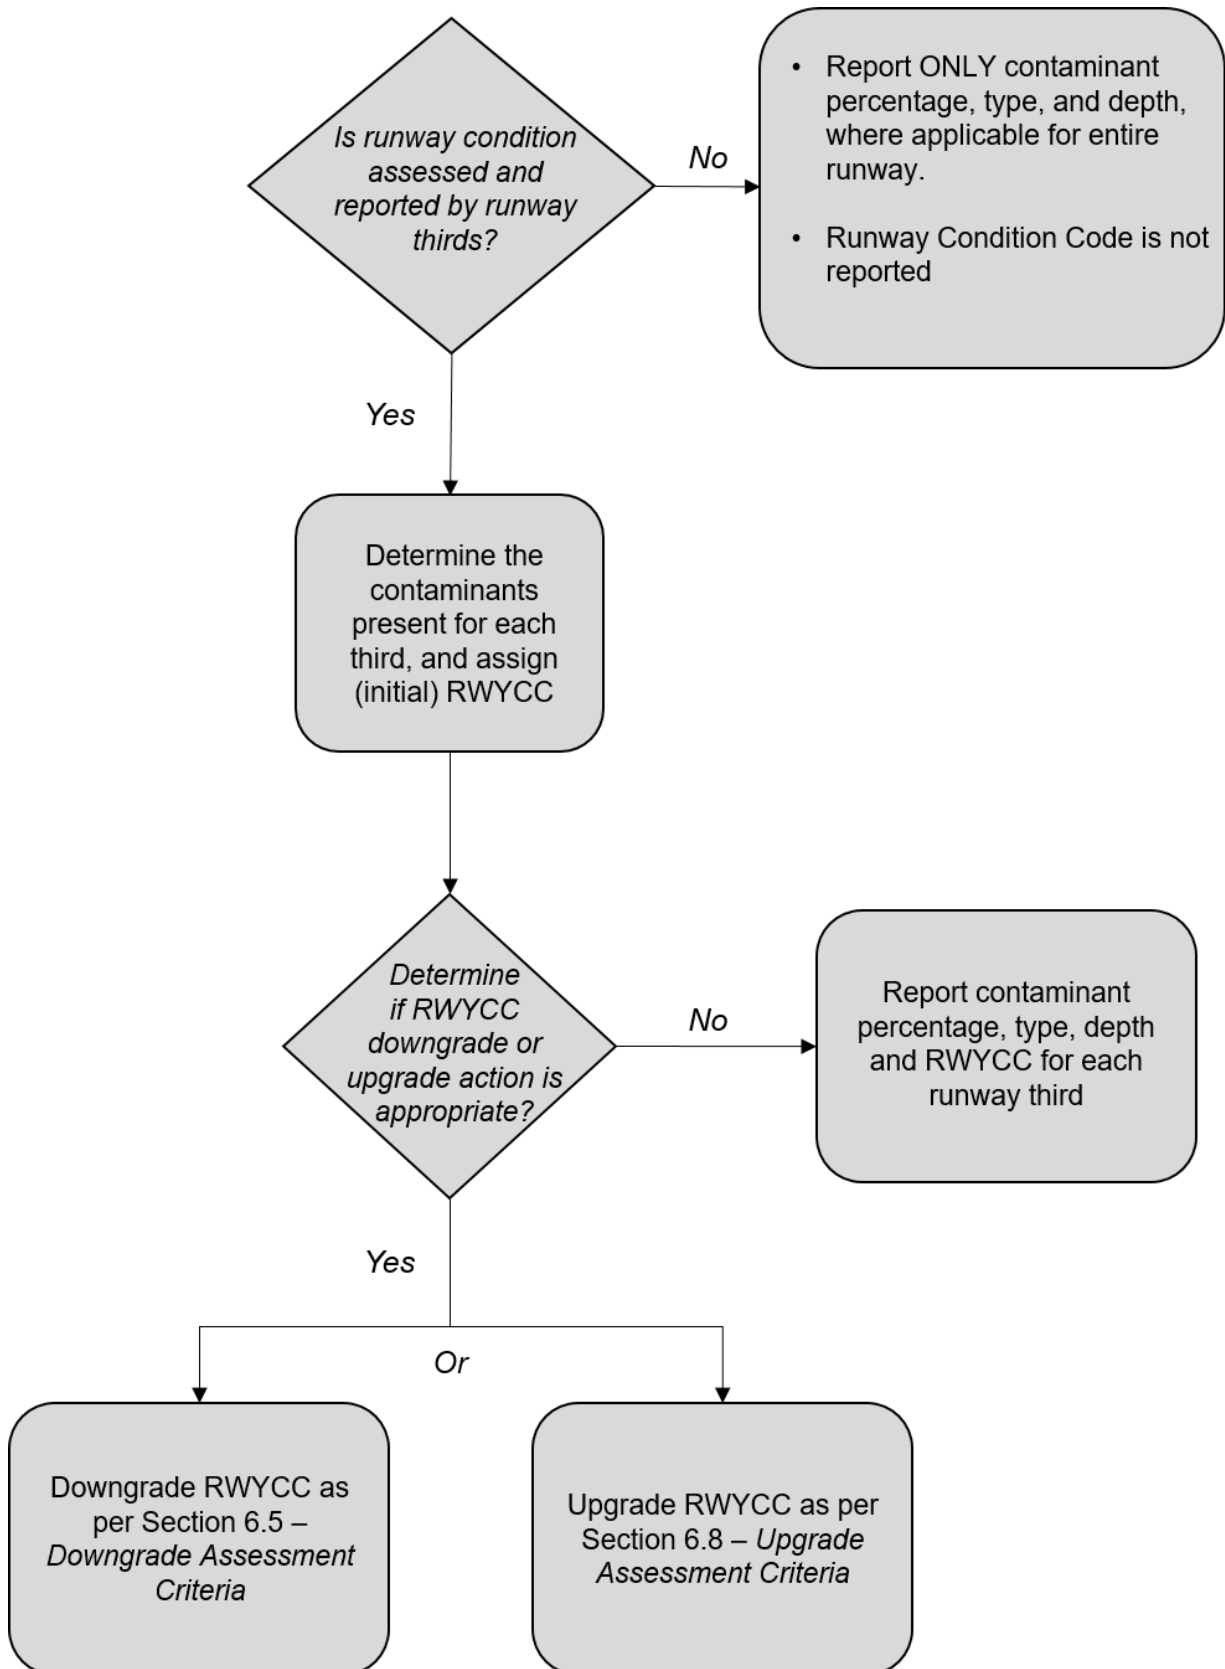 Is runway condition
assessed and
reported by runway
thirds?
No
• Report ONLY contaminant
percentage, type, and depth,
where applicable for entire
runway.
• Runway Condition Code is not
reported
Yes
Determine the
contaminants
present for each
third, and assign
(initial) RWYCC
Determine
if RWYCC
downgrade or
upgrade action is
appropriate?
No
Report contaminant
percentage, type, depth
and RWYCC for each
runway third
Yes
Or
Downgrade RWYCC as
per Section 6.5 –
Downgrade Assessment
Criteria
Upgrade RWYCC as per
Section 6.8 – Upgrade
Assessment Criteria